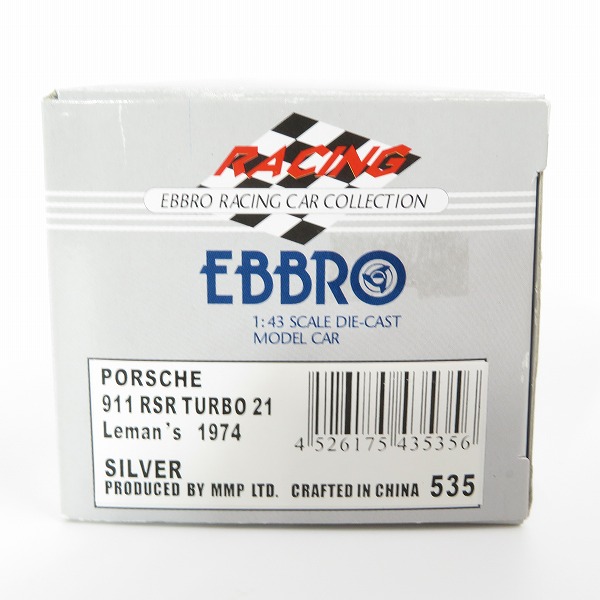 RACING
EBBRO RACING CAR COLLECTION
EBBRO
1:43 SCALE DIE-CAST
MODEL CAR
PORSCHE
911 RSR TURBO 21
Leman's 1974
4 526175 435356
SILVER
PRODUCED BY MMP LTD. CRAFTED IN CHINA 535